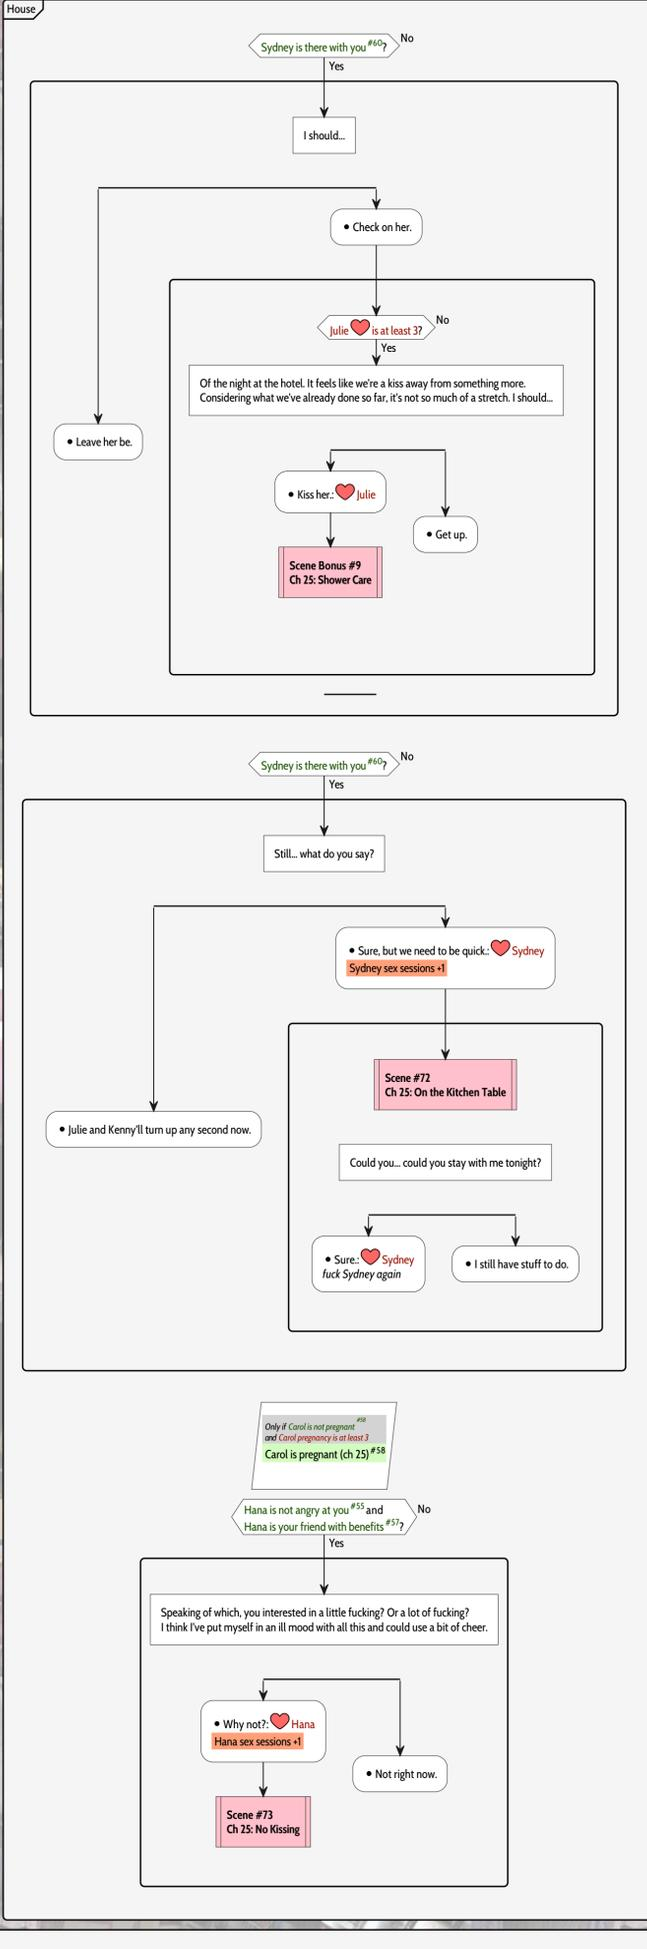 House
Sydney is there with you #60?
No
Yes
I should...
• Check on her.
Julie ❤ is at least 3?
No
Yes
Of the night at the hotel. It feels like we're a kiss away from something more.
Considering what we've already done so far, it's not so much of a stretch. I should...
• Leave her be.
• Kiss her.: ❤ Julie
• Get up.
Scene Bonus #9
Ch 25: Shower Care
Sydney is there with you #60?
No
Yes
Still... what do you say?
• Sure, but we need to be quick.: ❤ Sydney
Sydney sex sessions +1
Scene #72
Ch 25: On the Kitchen Table
• Julie and Kenny'll turn up any second now.
Could you... could you stay with me tonight?
• Sure.: ❤ Sydney
fuck Sydney again
• I still have stuff to do.
Only if Carol is not pregnant #58
and Carol pregnancy is at least 3
Carol is pregnant (ch 25) #58
Hana is not angry at you #55 and
Hana is your friend with benefits #57?
No
Yes
Speaking of which, you interested in a little fucking? Or a lot of fucking?
I think I've put myself in an ill mood with all this and could use a bit of cheer.
• Why not?: ❤ Hana
Hana sex sessions +1
• Not right now.
Scene #73
Ch 25: No Kissing